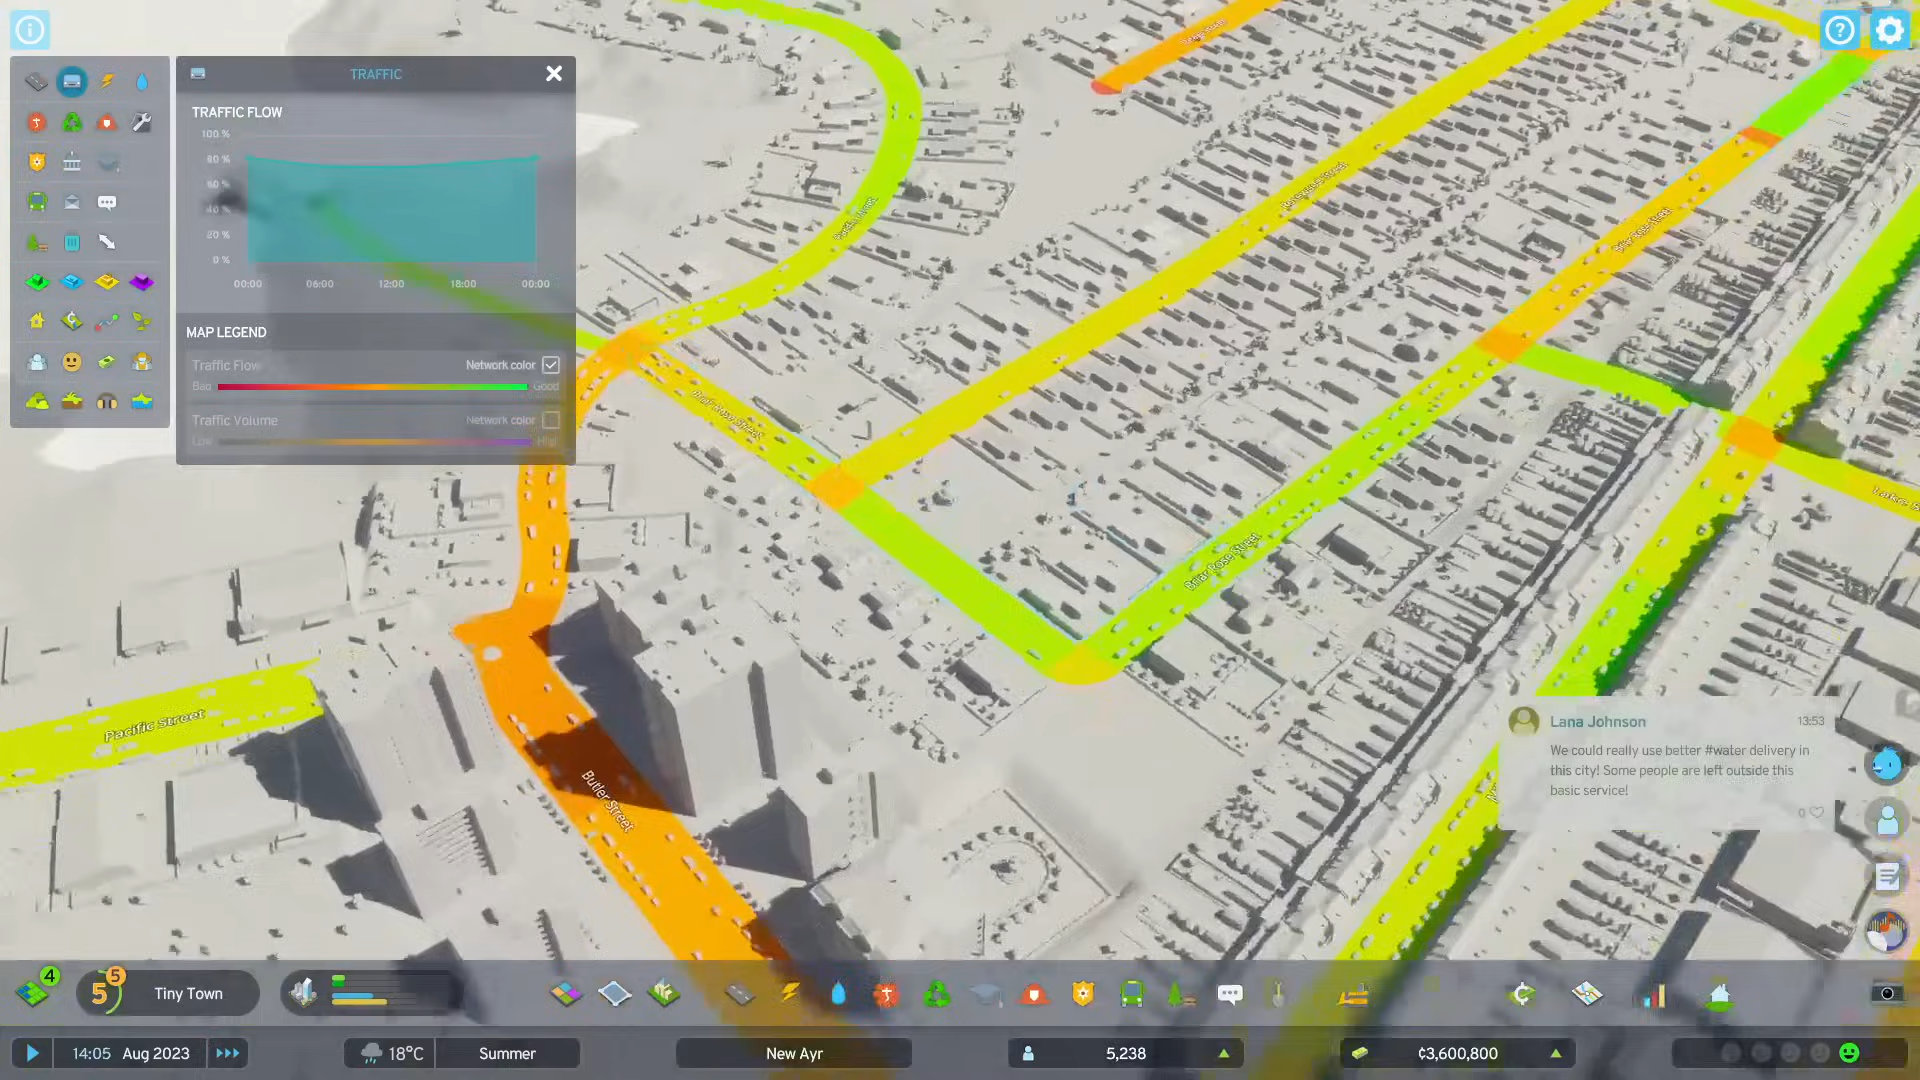 TRAFFIC
TRAFFIC FLOW
100 %
80 %
60 %
40 %
20 %
0 %
00:00 06:00 12:00 18:00 00:00
MAP LEGEND
Traffic Flow Network color
Bad Good
Traffic Volume Network color
Low High
Pacific Street
Butler Street
Briar Rose Street
Lana Johnson 13:53
We could really use better #water delivery in
this city! Some people are left outside this
basic service!
0
4
5
5
Tiny Town
14:05 Aug 2023
18°C
Summer
New Ayr
5,238
¢3,600,800